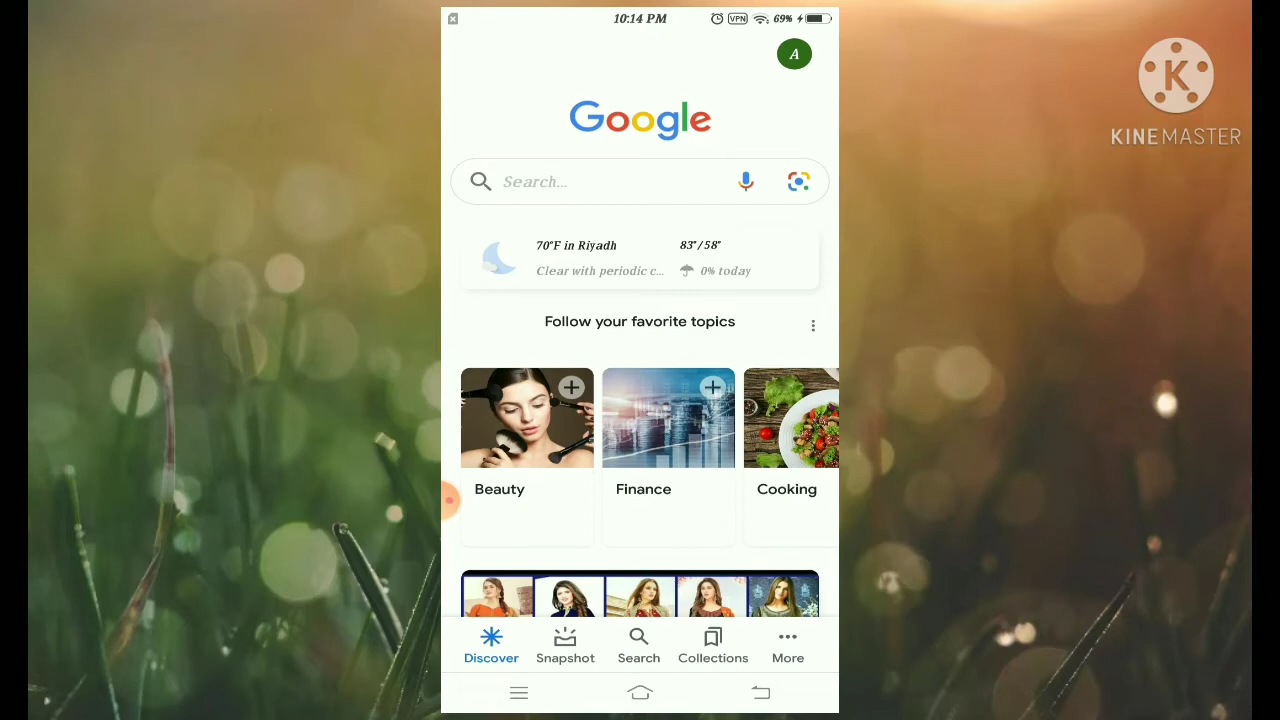 10:14 PM VPN 69%
A
Google
Search...
70°F in Riyadh 83°/58°
Clear with periodic c... 0% today
Follow your favorite topics
Beauty Finance Cooking
Discover Snapshot Search Collections More
K
KINEMASTER